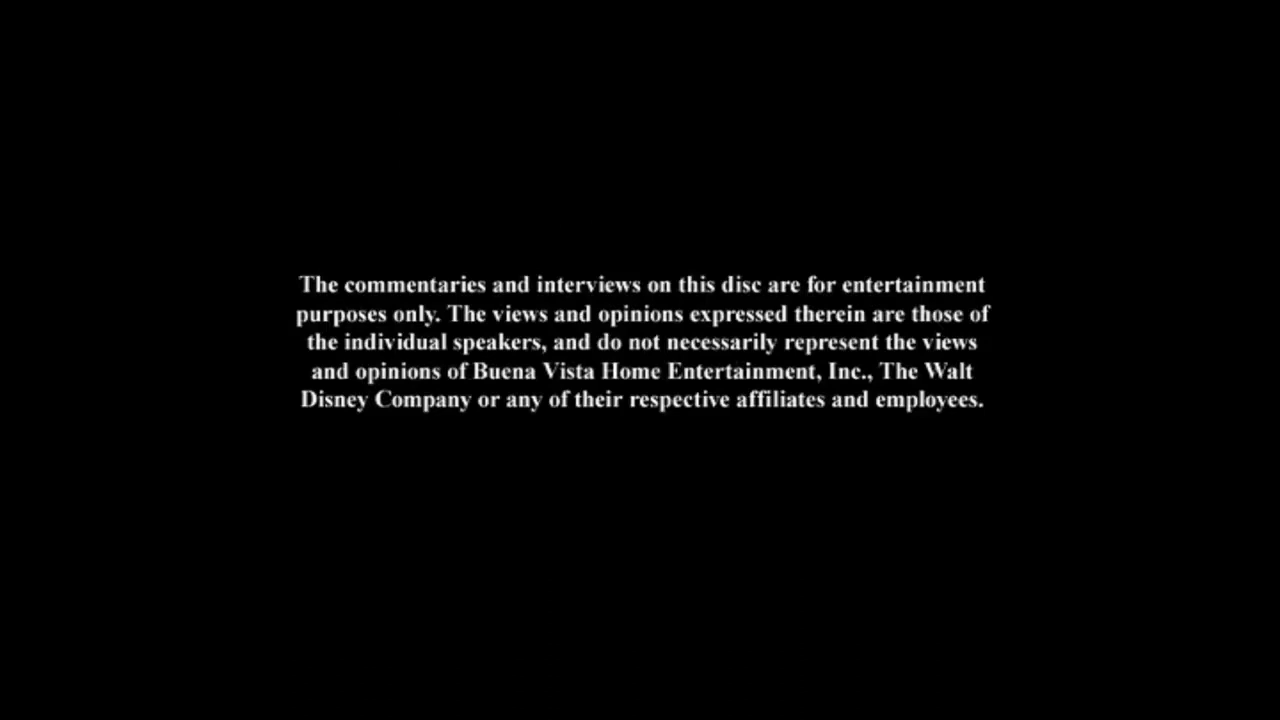 The commentaries and interviews on this disc are for entertainment
purposes only. The views and opinions expressed therein are those of
the individual speakers, and do not necessarily represent the views
and opinions of Buena Vista Home Entertainment, Inc., The Walt
Disney Company or any of their respective affiliates and employees.